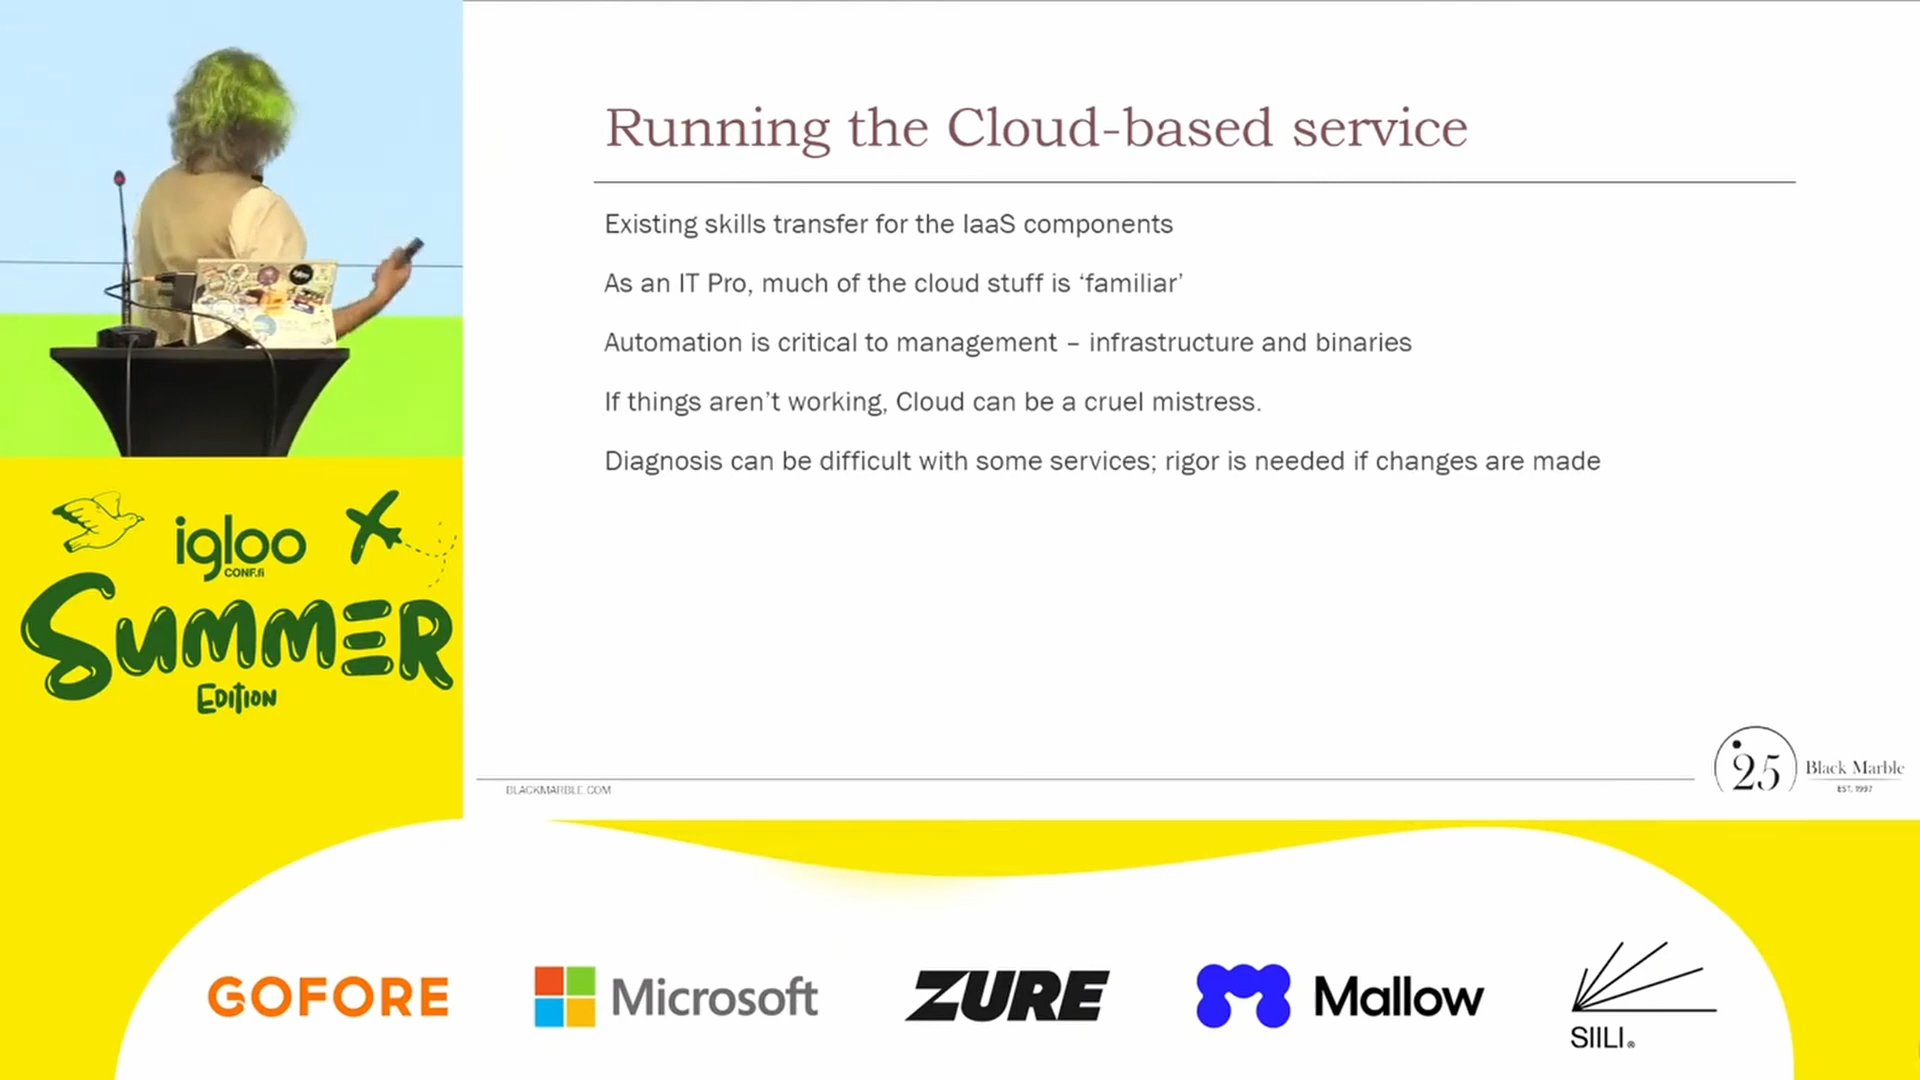 Running the Cloud-based service
Existing skills transfer for the IaaS components
As an IT Pro, much of the cloud stuff is ‘familiar’
Automation is critical to management – infrastructure and binaries
If things aren’t working, Cloud can be a cruel mistress.
Diagnosis can be difficult with some services; rigor is needed if changes are made
BLACKMARBLE.COM
25
Black Marble
EST. 1997
igloo
CONF.fi
SUMMER
EDITION
GOFORE
Microsoft
ZURE
Mallow
SIILI®